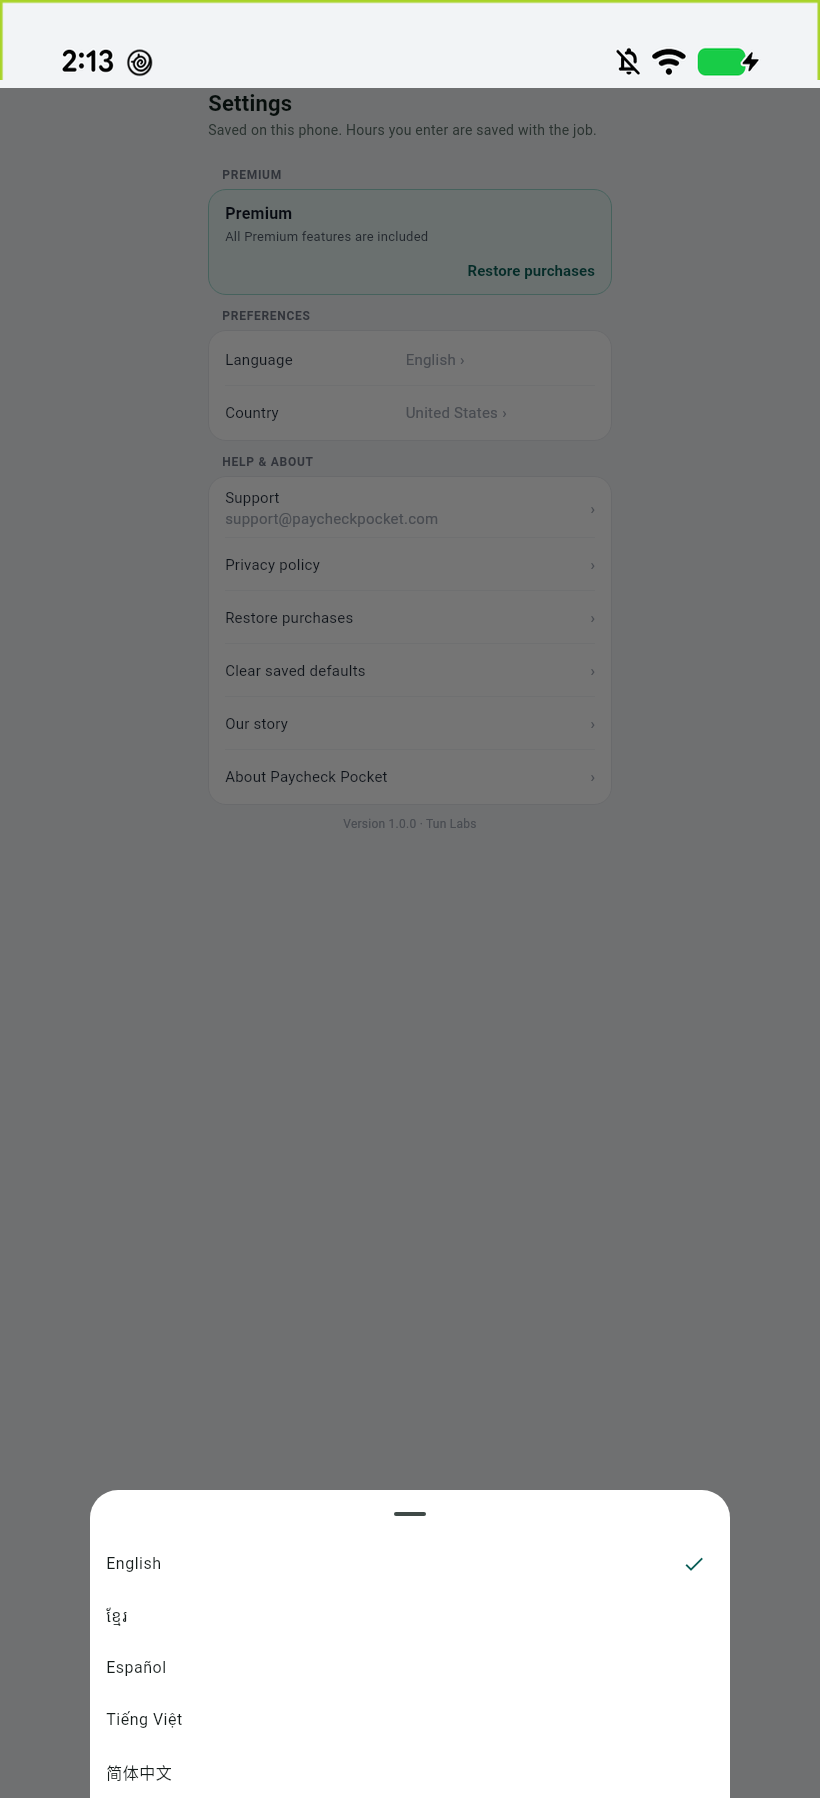 2:13
Settings
Saved on this phone. Hours you enter are saved with the job.
PREMIUM
Premium
All Premium features are included
Restore purchases
PREFERENCES
Language English ›
Country United States ›
HELP & ABOUT
Support
support@paycheckpocket.com ›
Privacy policy ›
Restore purchases ›
Clear saved defaults ›
Our story ›
About Paycheck Pocket ›
Version 1.0.0 · Tun Labs
English
ខ្មែរ
Español
Tiếng Việt
简体中文